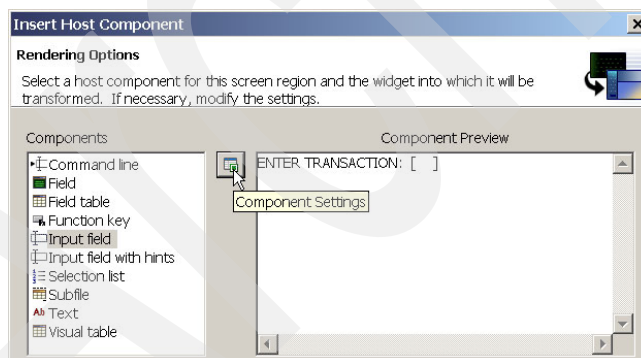 Insert Host Component
Rendering Options
Select a host component for this screen region and the widget into which it will be
transformed. If necessary, modify the settings.
Components
Component Preview
Command line
Field
Field table
Function key
Input field
Input field with hints
Selection list
Subfile
Text
Visual table
ENTER TRANSACTION: [ ]
Component Settings